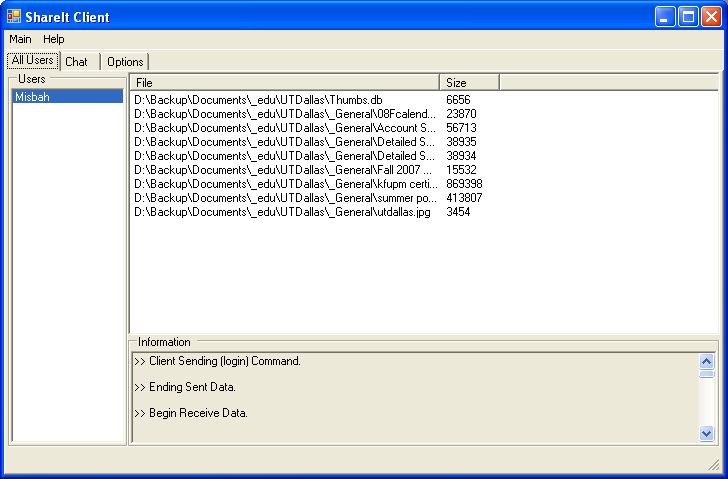 ShareIt Client
Main Help
All Users Chat Options
Users
Misbah
File Size
D:\Backup\Documents\_edu\UTDallas\Thumbs.db 6656
D:\Backup\Documents\_edu\UTDallas\_General\08Fcalend... 23870
D:\Backup\Documents\_edu\UTDallas\_General\Account S... 56713
D:\Backup\Documents\_edu\UTDallas\_General\Detailed S... 38935
D:\Backup\Documents\_edu\UTDallas\_General\Detailed S... 38934
D:\Backup\Documents\_edu\UTDallas\_General\Fall 2007 ... 15532
D:\Backup\Documents\_edu\UTDallas\_General\kfupm certi... 869398
D:\Backup\Documents\_edu\UTDallas\_General\summer po... 413807
D:\Backup\Documents\_edu\UTDallas\_General\utdallas.jpg 3454
Information
>> Client Sending (login) Command.
>> Ending Sent Data.
>> Begin Receive Data.